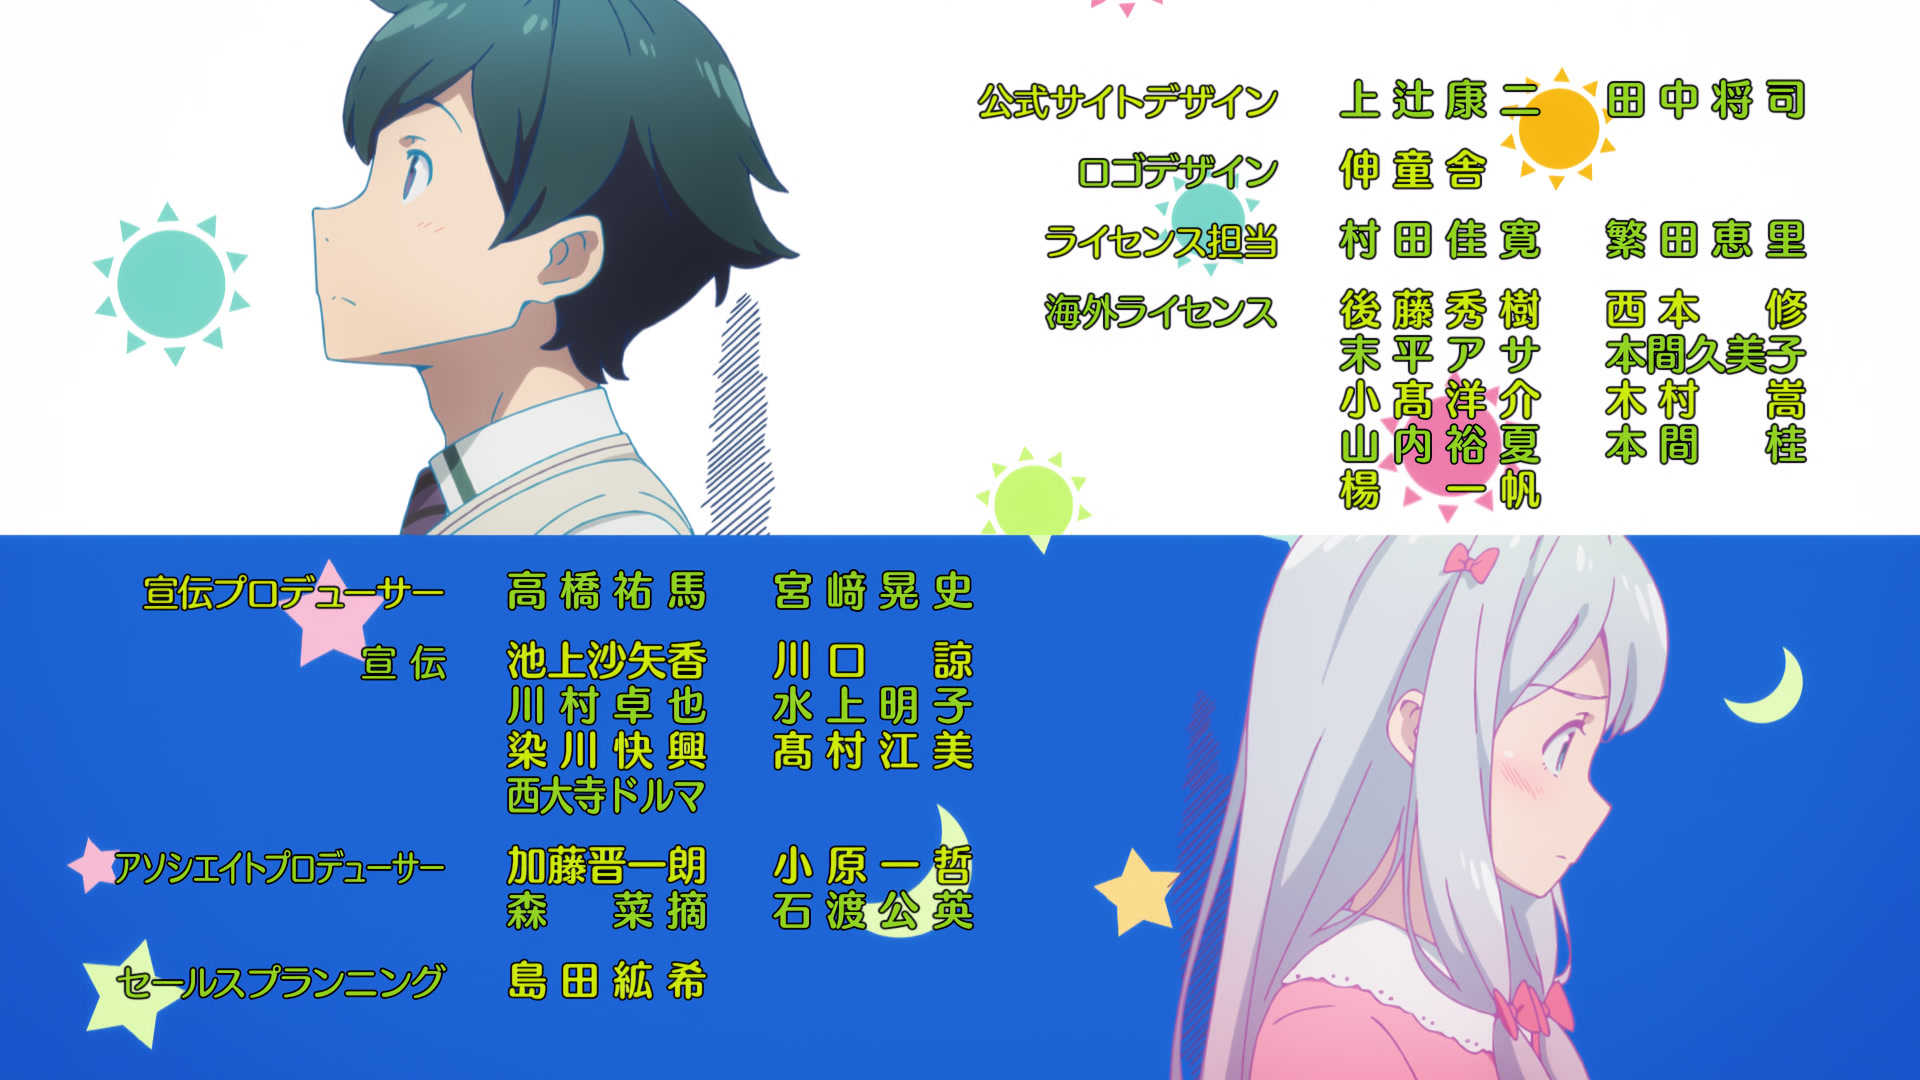 公式サイトデザイン 上辻康二 田中将司
ロゴデザイン 伸童舎
ライセンス担当 村田佳寛 繁田恵里
海外ライセンス 後藤秀樹 西本 修
末平アサ 本間久美子
小髙洋介 木村 嵩
山内裕夏 本間 桂
楊 一帆
宣伝プロデューサー 高橋祐馬 宮﨑晃史
宣伝 池上沙矢香 川口 諒
川村卓也 水上明子
染川快興 髙村江美
西大寺ドルマ
アソシエイトプロデューサー 加藤晋一朗 小原一哲
森 菜摘 石渡公英
セールスプランニング 島田紘希